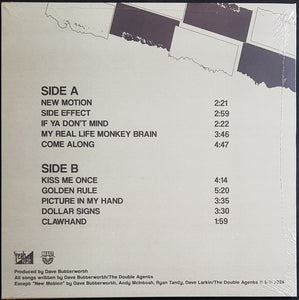 SIDE A
NEW MOTION 2:21
SIDE EFFECT 2:59
IF YA DON'T MIND 2:22
MY REAL LIFE MONKEY BRAIN 3:46
COME ALONG 4:47
SIDE B
KISS ME ONCE 4:14
GOLDEN RULE 5:20
PICTURE IN MY HAND 3:35
DOLLAR SIGNS 3:30
CLAWHAND 1:59
Produced by Dave Butterworth
All songs written by Dave Butterworth/The Double Agents
Except "New Motion" by Dave Butterworth, Andy McIntosh, Ryan Tandy, Dave Larkin/The Double Agents